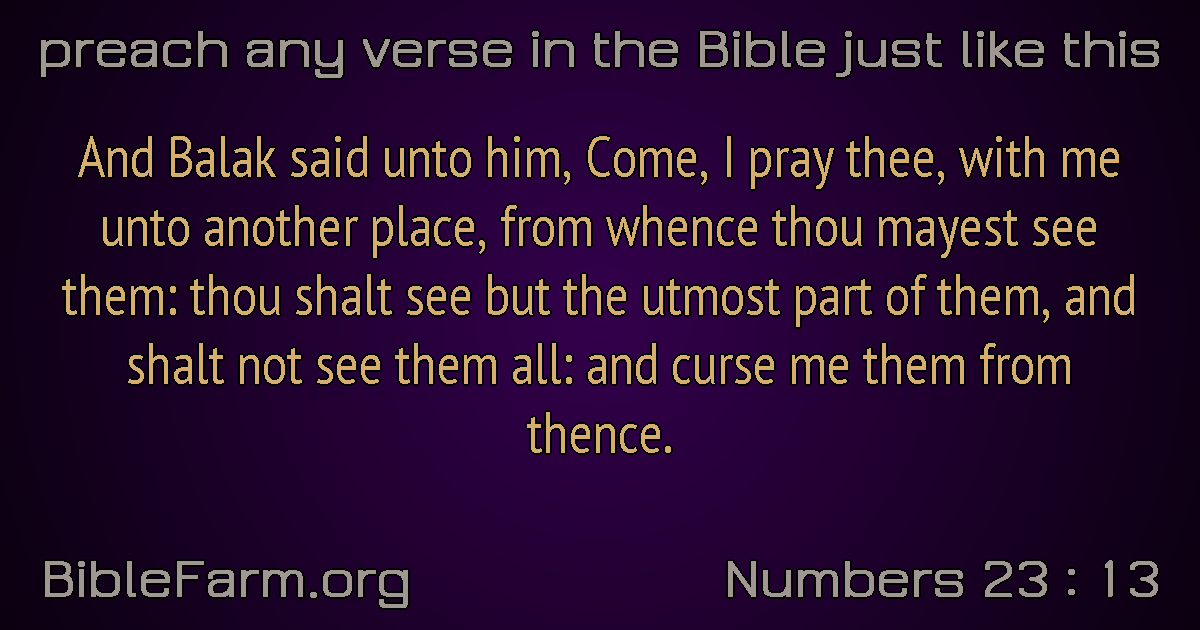 preach any verse in the Bible just like this
And Balak said unto him, Come, I pray thee, with me
unto another place, from whence thou mayest see
them: thou shalt see but the utmost part of them, and
shalt not see them all: and curse me them from
thence.
BibleFarm.org
Numbers 23 : 13